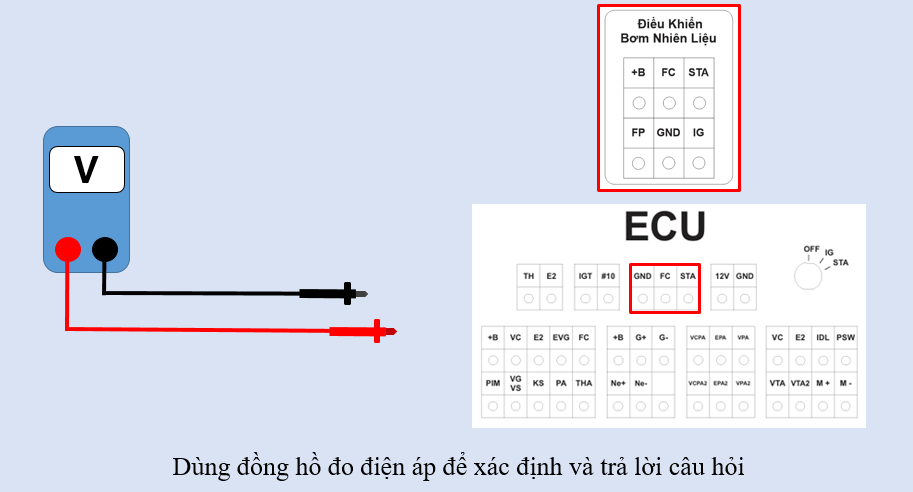 Điều Khiển
Bơm Nhiên Liệu
+B FC STA
FP GND IG
V
ECU
OFF IG STA
TH E2 IGT #10 GND FC STA 12V GND
+B VC E2 EVG FC +B G+ G- VCPA EPA VPA VC E2 IDL PSW
PIM VG VS KS PA THA Ne+ Ne- VCPA2 EPA2 VPA2 VTA VTA2 M + M -
Dùng đồng hồ đo điện áp để xác định và trả lời câu hỏi